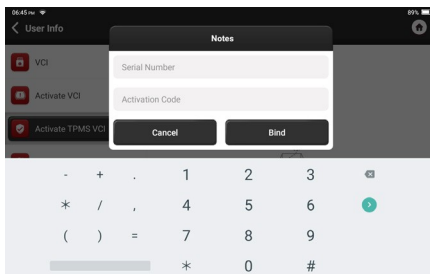 06:45 PM
89%
User Info
Notes
VCI
Serial Number
Activate VCI
Activation Code
Activate TPMS VCI
Cancel
Bind
- + . 1 2 3
* / , 4 5 6
( ) = 7 8 9
* 0 #